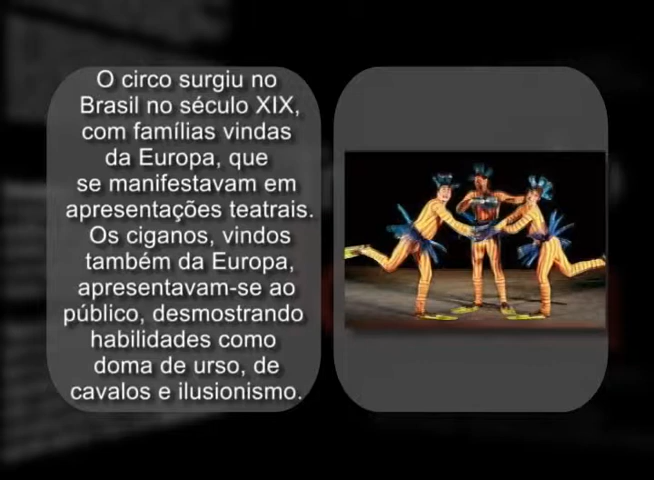 O circo surgiu no
Brasil no século XIX,
com famílias vindas
da Europa, que
se manifestavam em
apresentações teatrais.
Os ciganos, vindos
também da Europa,
apresentavam-se ao
público, desmostrando
habilidades como
doma de urso, de
cavalos e ilusionismo.